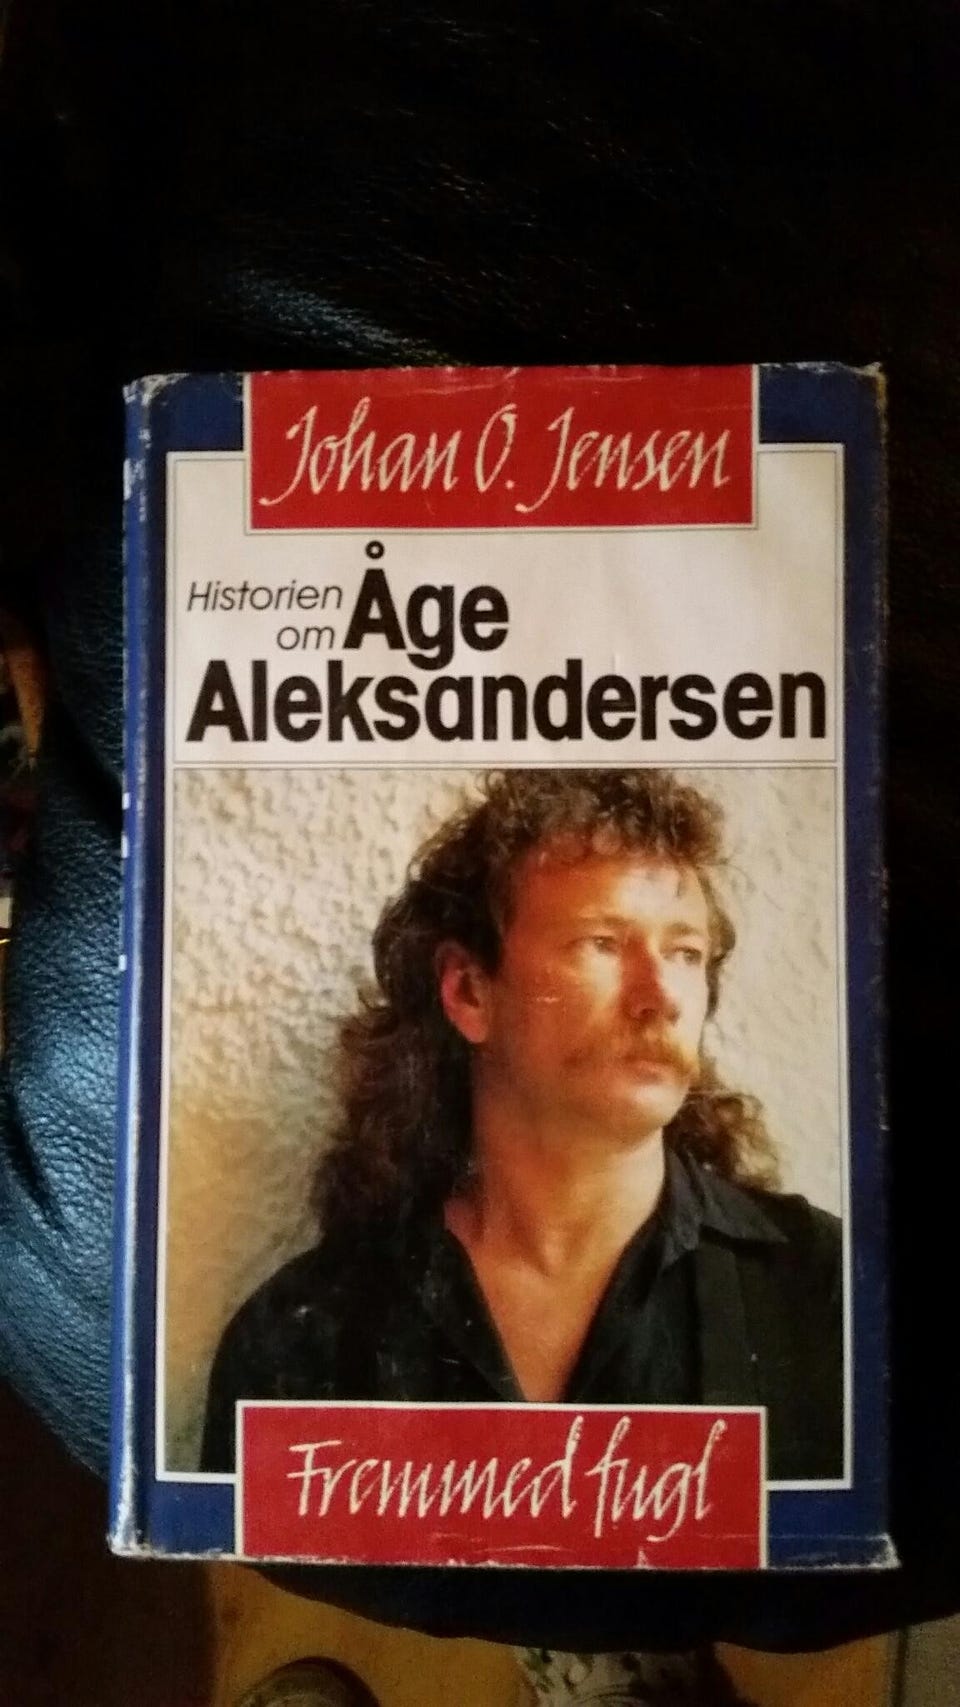 Johan O. Jensen
Historien
om Åge
Aleksandersen
Fremmed fugl